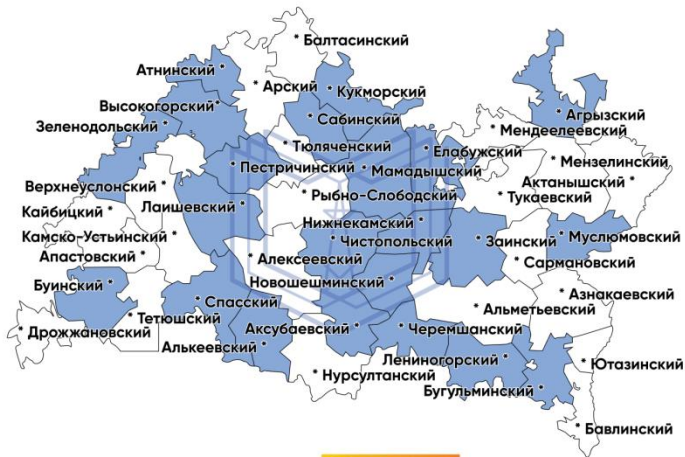 Балтасинский
Атнинский
Арский
Кукморский
Высокогорский
Агрызский
Сабинский
Зеленодольский
Менделеевский
Тюляченский
Елабужский
Пестричинский
Мамадышский
Мензелинский
Верхнеуслонский
Рыбно-Слободский
Актанышский
Тукаевский
Кайбицкий
Лаишевский
Нижнекамский
Камско-Устьинский
Чистопольский
Заинский
Муслюмовский
Апастовский
Алексеевский
Сармановский
Буинский
Новошешминский
Азнакаевский
Спасский
Альметьевский
Тетюшский
Дрожжановский
Аксубаевский
Черемшанский
Алькеевский
Лениногорский
Ютазинский
Нурсултанский
Бугульминский
Бавлинский